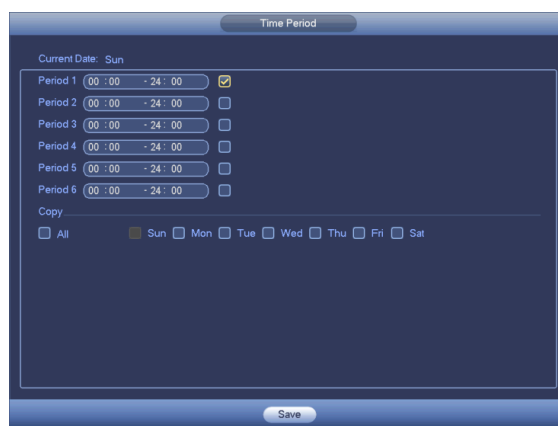 Time Period
Current Date: Sun
Period 1 00 : 00 - 24 : 00
Period 2 00 : 00 - 24 : 00
Period 3 00 : 00 - 24 : 00
Period 4 00 : 00 - 24 : 00
Period 5 00 : 00 - 24 : 00
Period 6 00 : 00 - 24 : 00
Copy
All Sun Mon Tue Wed Thu Fri Sat
Save